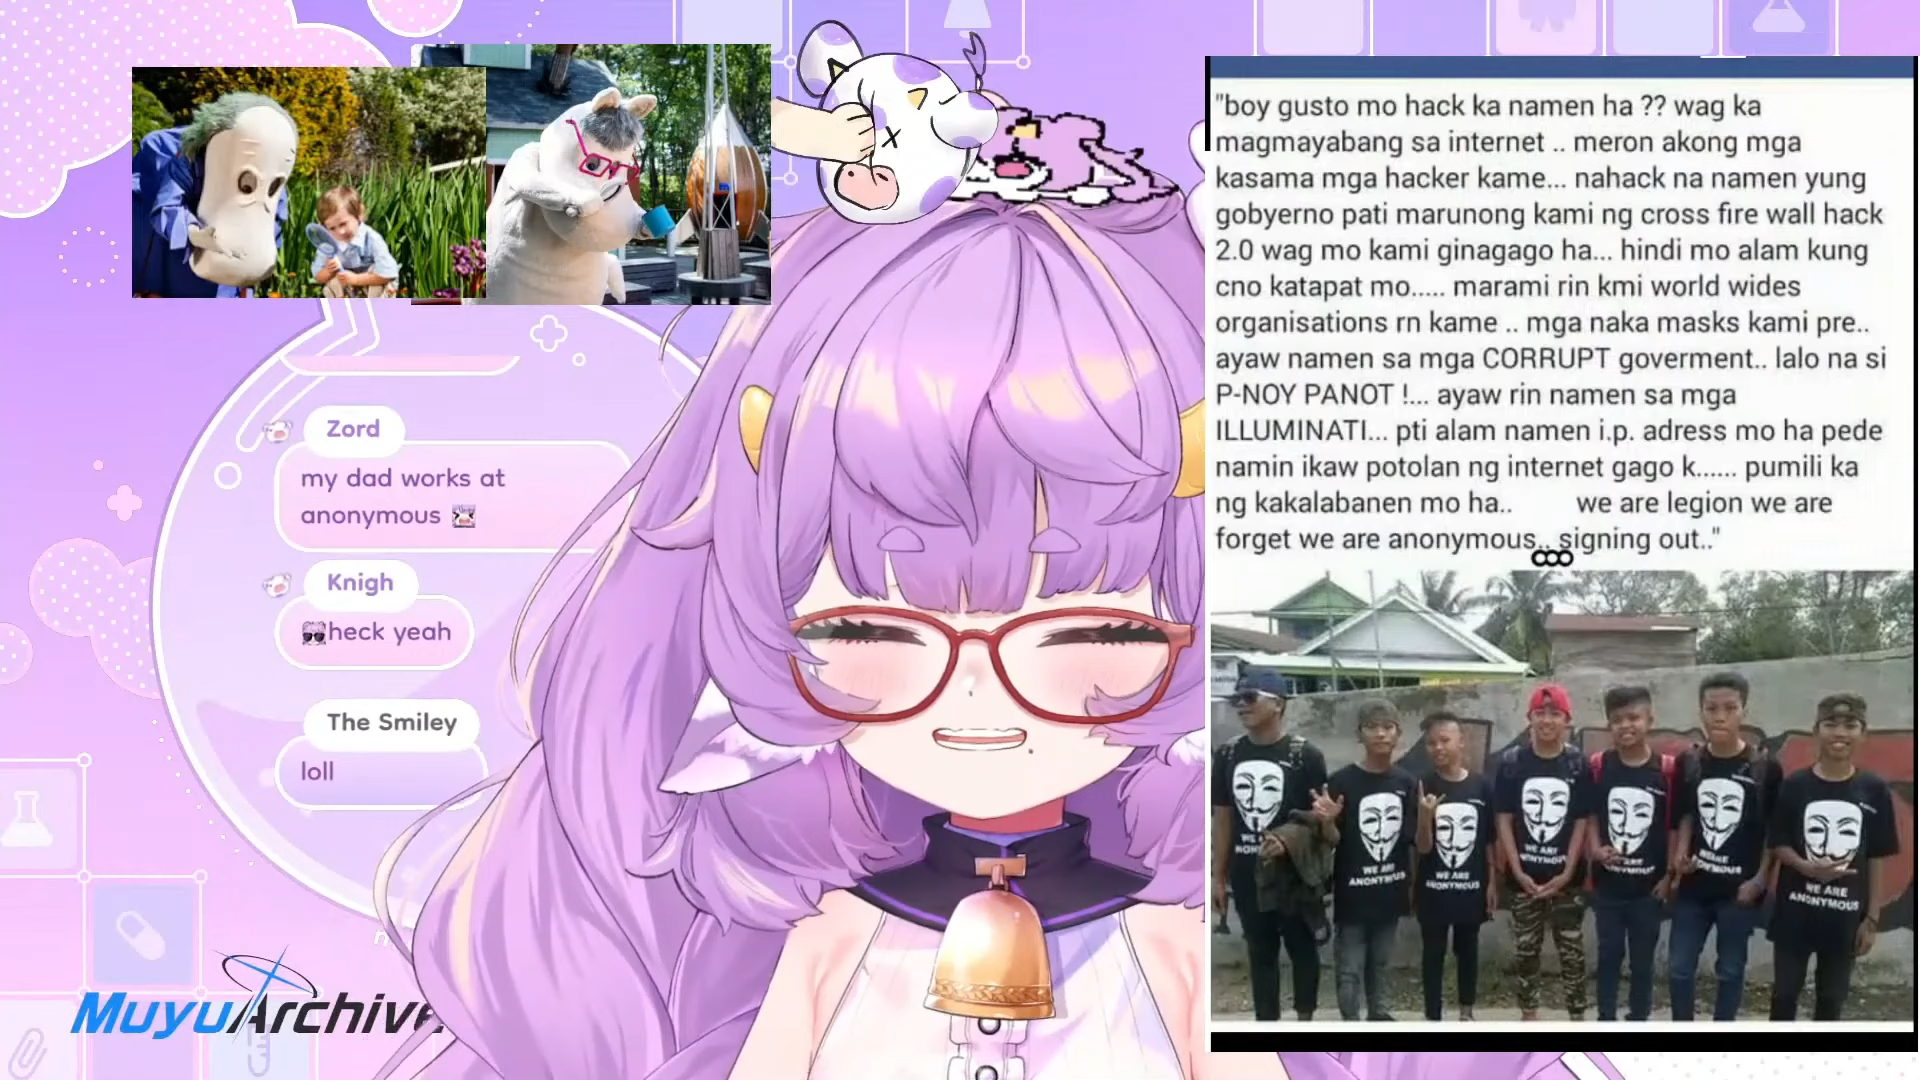 Zord
my dad works at
anonymous
Knigh
heck yeah
The Smiley
loll
MuyuArchive
"boy gusto mo hack ka namen ha ?? wag ka
magmayabang sa internet .. meron akong mga
kasama mga hacker kame... nahack na namen yung
gobyerno pati marunong kami ng cross fire wall hack
2.0 wag mo kami ginagago ha... hindi mo alam kung
cno katapat mo..... marami rin kmi world wides
organisations rn kame .. mga naka masks kami pre..
ayaw namen sa mga CORRUPT goverment.. lalo na si
P-NOY PANOT !... ayaw rin namen sa mga
ILLUMINATI... pti alam namen i.p. adress mo ha pede
namin ikaw potolan ng internet gago k...... pumili ka
ng kakalabanen mo ha.. we are legion we are
forget we are anonymous.. signing out.."
WE ARE
ANONYMOUS
WE ARE
ANONYMOUS
WE ARE
ANONYMOUS